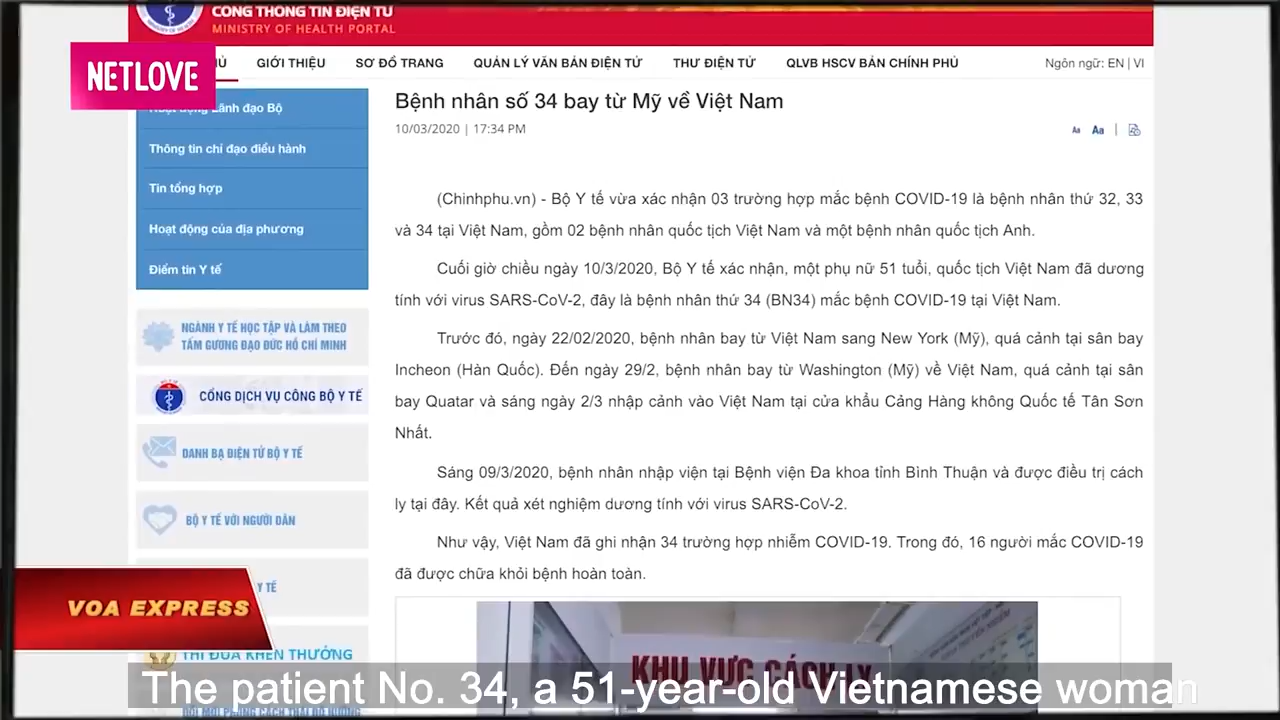 CỔNG THÔNG TIN ĐIỆN TỬ
MINISTRY OF HEALTH PORTAL
NETLOVE
GIỚI THIỆU SƠ ĐỒ TRANG QUẢN LÝ VĂN BẢN ĐIỆN TỬ THƯ ĐIỆN TỬ QLVB HSCV BẢN CHÍNH PHỦ Ngôn ngữ: EN | VI
Lãnh đạo Bộ
Thông tin chỉ đạo điều hành
Tin tổng hợp
Hoạt động của địa phương
Điểm tin Y tế
NGÀNH Y TẾ HỌC TẬP VÀ LÀM THEO
TẤM GƯƠNG ĐẠO ĐỨC HỒ CHÍ MINH
CỔNG DỊCH VỤ CÔNG BỘ Y TẾ
DANH BẠ ĐIỆN TỬ BỘ Y TẾ
BỘ Y TẾ VỚI NGƯỜI DÂN
Y TẾ
THI ĐUA KHEN THƯỞNG
Bệnh nhân số 34 bay từ Mỹ về Việt Nam
10/03/2020 | 17:34 PM
Aa Aa |
(Chinhphu.vn) - Bộ Y tế vừa xác nhận 03 trường hợp mắc bệnh COVID-19 là bệnh nhân thứ 32, 33
và 34 tại Việt Nam, gồm 02 bệnh nhân quốc tịch Việt Nam và một bệnh nhân quốc tịch Anh.
Cuối giờ chiều ngày 10/3/2020, Bộ Y tế xác nhận, một phụ nữ 51 tuổi, quốc tịch Việt Nam đã dương
tính với virus SARS-CoV-2, đây là bệnh nhân thứ 34 (BN34) mắc bệnh COVID-19 tại Việt Nam.
Trước đó, ngày 22/02/2020, bệnh nhân bay từ Việt Nam sang New York (Mỹ), quá cảnh tại sân bay
Incheon (Hàn Quốc). Đến ngày 29/2, bệnh nhân bay từ Washington (Mỹ) về Việt Nam, quá cảnh tại sân
bay Quatar và sáng ngày 2/3 nhập cảnh vào Việt Nam tại cửa khẩu Cảng Hàng không Quốc tế Tân Sơn
Nhất.
Sáng 09/3/2020, bệnh nhân nhập viện tại Bệnh viện Đa khoa tỉnh Bình Thuận và được điều trị cách
ly tại đây. Kết quả xét nghiệm dương tính với virus SARS-CoV-2.
Như vậy, Việt Nam đã ghi nhận 34 trường hợp nhiễm COVID-19. Trong đó, 16 người mắc COVID-19
đã được chữa khỏi bệnh hoàn toàn.
KHU VỰC CÁCH LY
VOA EXPRESS
The patient No. 34, a 51-year-old Vietnamese woman